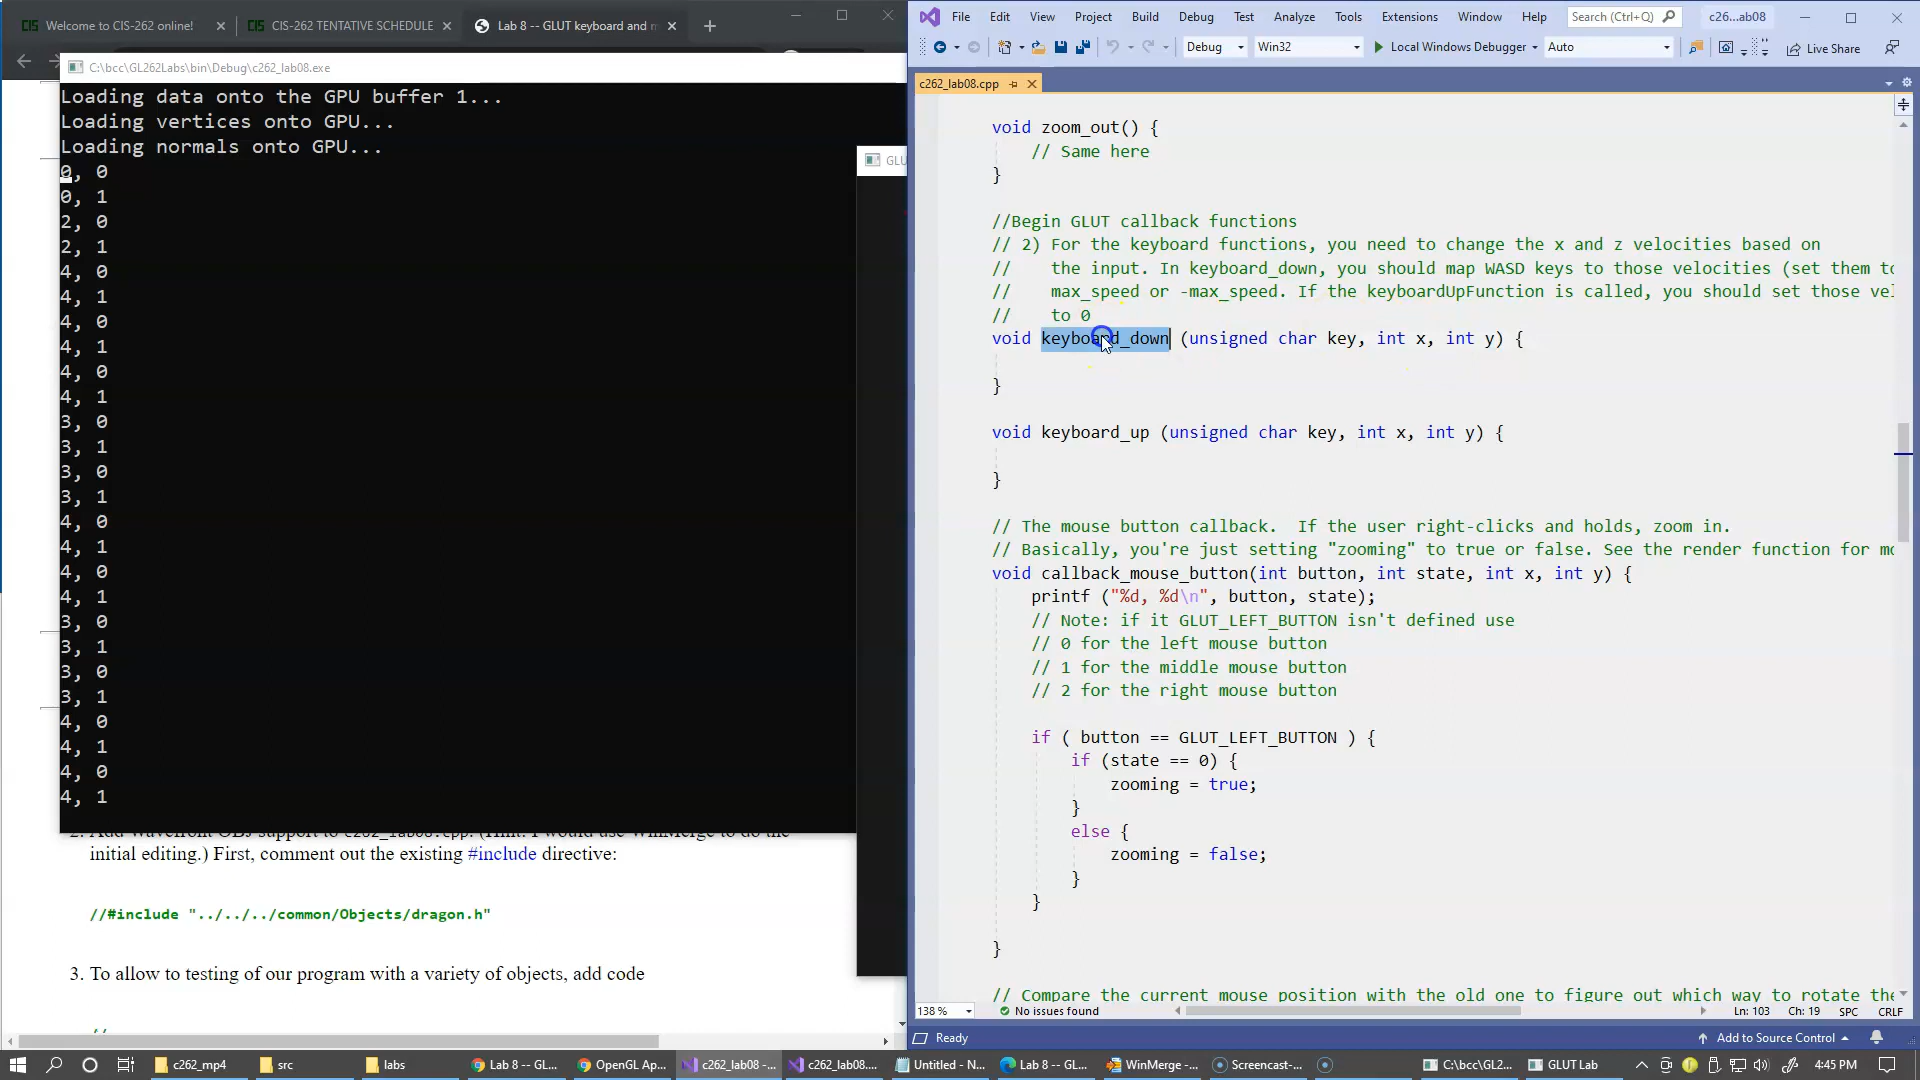 Welcome to CIS-262 online!
CIS-262 TENTATIVE SCHEDULE
Lab 8 -- GLUT keyboard and m
C:\bcc\GL262Labs\bin\Debug\c262_lab08.exe
Loading data onto the GPU buffer 1...
Loading vertices onto GPU...
Loading normals onto GPU...
0, 0
0, 1
2, 0
2, 1
4, 0
4, 1
4, 0
4, 1
4, 0
4, 1
3, 0
3, 1
3, 0
3, 1
4, 0
4, 1
4, 0
4, 1
3, 0
3, 1
3, 0
3, 1
4, 0
4, 1
4, 0
4, 1
initial editing.) First, comment out the existing #include directive:
//#include "../../../common/Objects/dragon.h"
3. To allow to testing of our program with a variety of objects, add code
//
GLU
File Edit View Project Build Debug Test Analyze Tools Extensions Window Help Search (Ctrl+Q) c26...ab08
Debug Win32 Local Windows Debugger Auto Live Share
c262_lab08.cpp
void zoom_out() {
// Same here
}
//Begin GLUT callback functions
// 2) For the keyboard functions, you need to change the x and z velocities based on
// the input. In keyboard_down, you should map WASD keys to those velocities (set them to
// max_speed or -max_speed. If the keyboardUpFunction is called, you should set those vel
// to 0
void keyboard_down (unsigned char key, int x, int y) {
}
void keyboard_up (unsigned char key, int x, int y) {
}
// The mouse button callback.  If the user right-clicks and holds, zoom in.
// Basically, you're just setting "zooming" to true or false. See the render function for mo
void callback_mouse_button(int button, int state, int x, int y) {
printf ("%d, %d\n", button, state);
// Note: if it GLUT_LEFT_BUTTON isn't defined use
// 0 for the left mouse button
// 1 for the middle mouse button
// 2 for the right mouse button
if ( button == GLUT_LEFT_BUTTON ) {
if (state == 0) {
zooming = true;
}
else {
zooming = false;
}
}
}
// Compare the current mouse position with the old one to figure out which way to rotate the
138 % No issues found Ln: 103 Ch: 19 SPC CRLF
Ready Add to Source Control
c262_mp4 src labs Lab 8 -- GL... OpenGL Ap... c262_lab08 -... c262_lab08.... Untitled - N... Lab 8 -- GL... WinMerge -... Screencast-... C:\bcc\GL2... GLUT Lab 4:45 PM